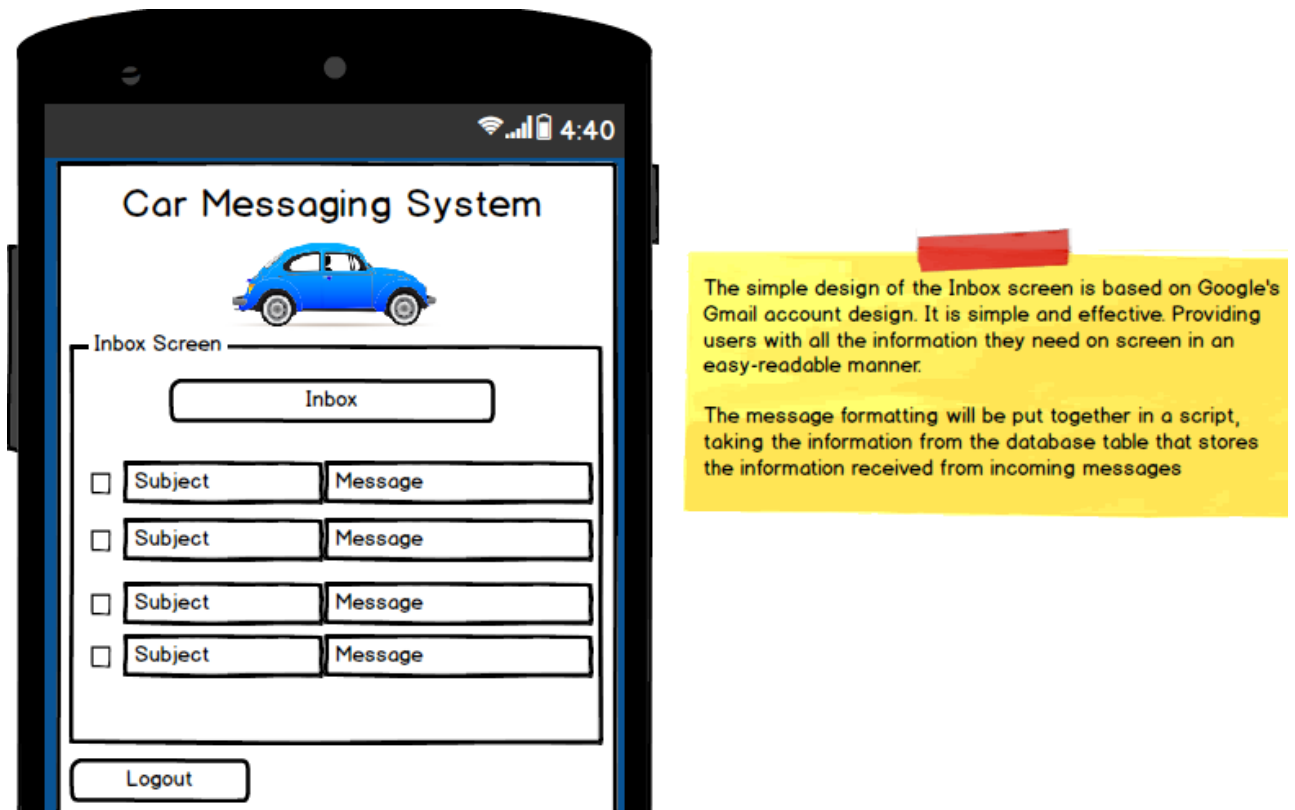 4:40
Car Messaging System
Inbox Screen
Inbox
Subject Message
Subject Message
Subject Message
Subject Message
Logout
The simple design of the Inbox screen is based on Google's
Gmail account design. It is simple and effective. Providing
users with all the information they need on screen in an
easy-readable manner.
The message formatting will be put together in a script,
taking the information from the database table that stores
the information received from incoming messages